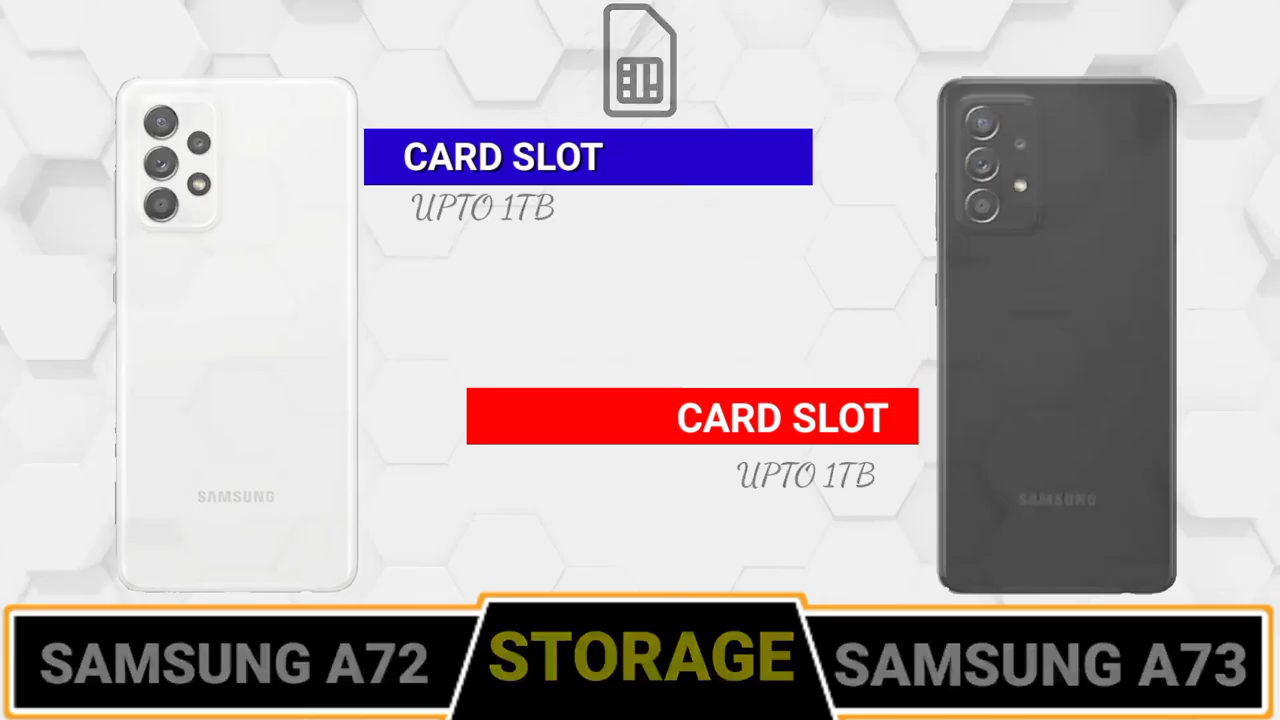 CARD SLOT
UPTO 1TB
CARD SLOT
UPTO 1TB
SAMSUNG
SAMSUNG
SAMSUNG A72
STORAGE
SAMSUNG A73